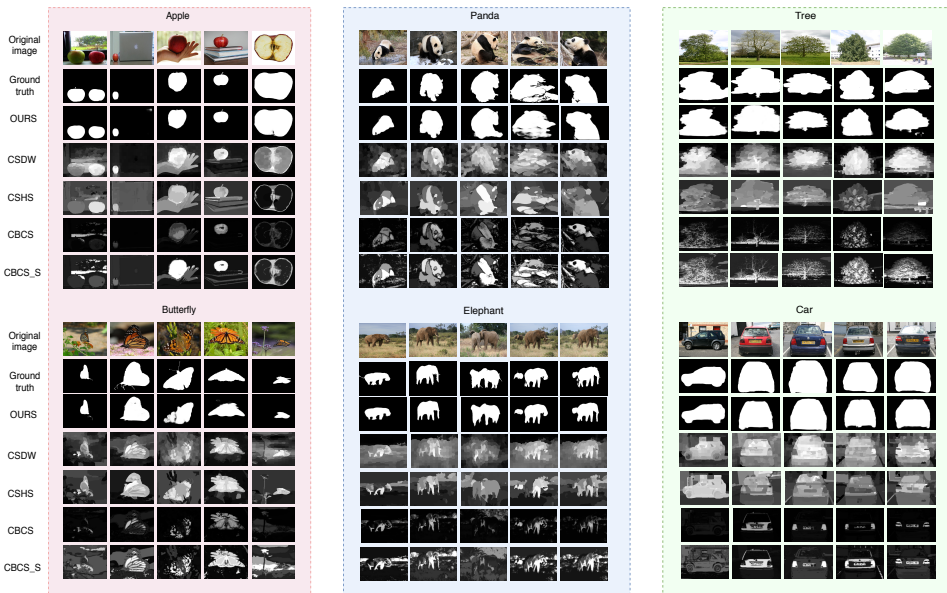 Apple
Panda
Tree
Original
image
Ground
truth
OURS
CSDW
CSHS
CBCS
CBCS_S
Butterfly
Elephant
Car
Original
image
Ground
truth
OURS
CSDW
CSHS
CBCS
CBCS_S